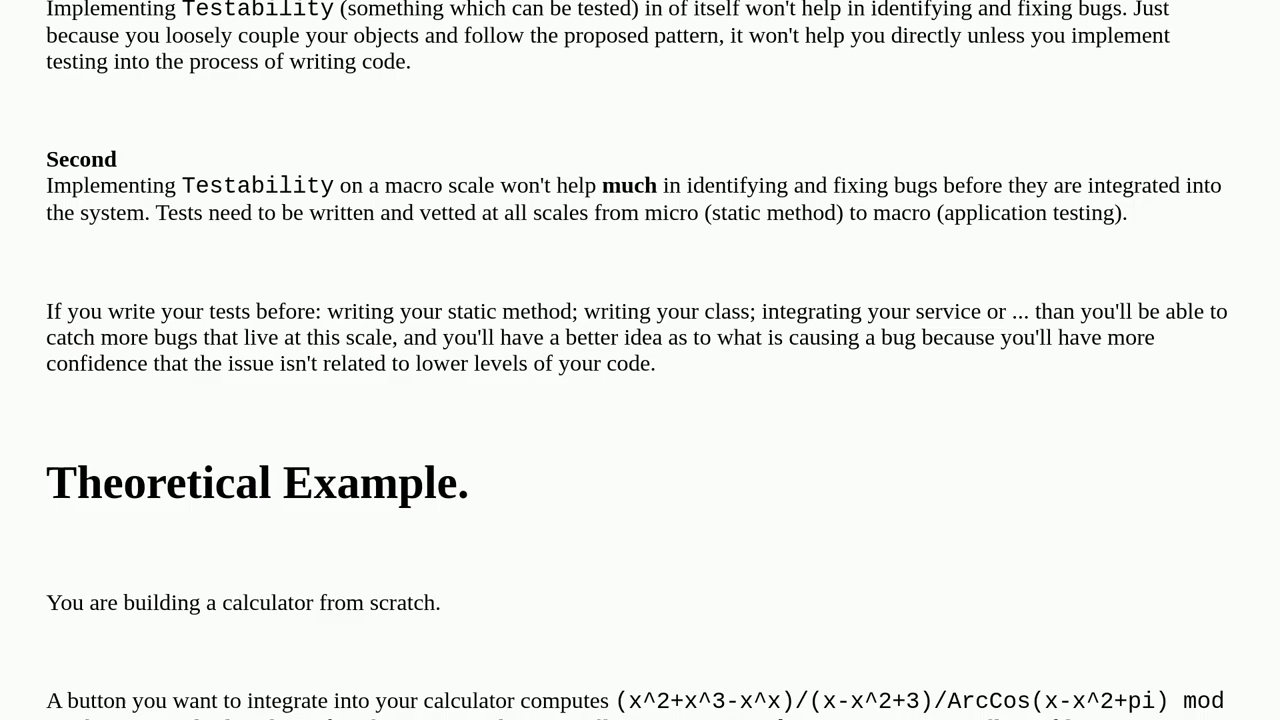 Implementing Testability (something which can be tested) in of itself won't help in identifying and fixing bugs. Just
because you loosely couple your objects and follow the proposed pattern, it won't help you directly unless you implement
testing into the process of writing code.
Second
Implementing Testability on a macro scale won't help much in identifying and fixing bugs before they are integrated into
the system. Tests need to be written and vetted at all scales from micro (static method) to macro (application testing).
If you write your tests before: writing your static method; writing your class; integrating your service or ... than you'll be able to
catch more bugs that live at this scale, and you'll have a better idea as to what is causing a bug because you'll have more
confidence that the issue isn't related to lower levels of your code.
Theoretical Example.
You are building a calculator from scratch.
A button you want to integrate into your calculator computes (x^2+x^3-x^x)/(x-x^2+3)/ArcCos(x-x^2+pi) mod